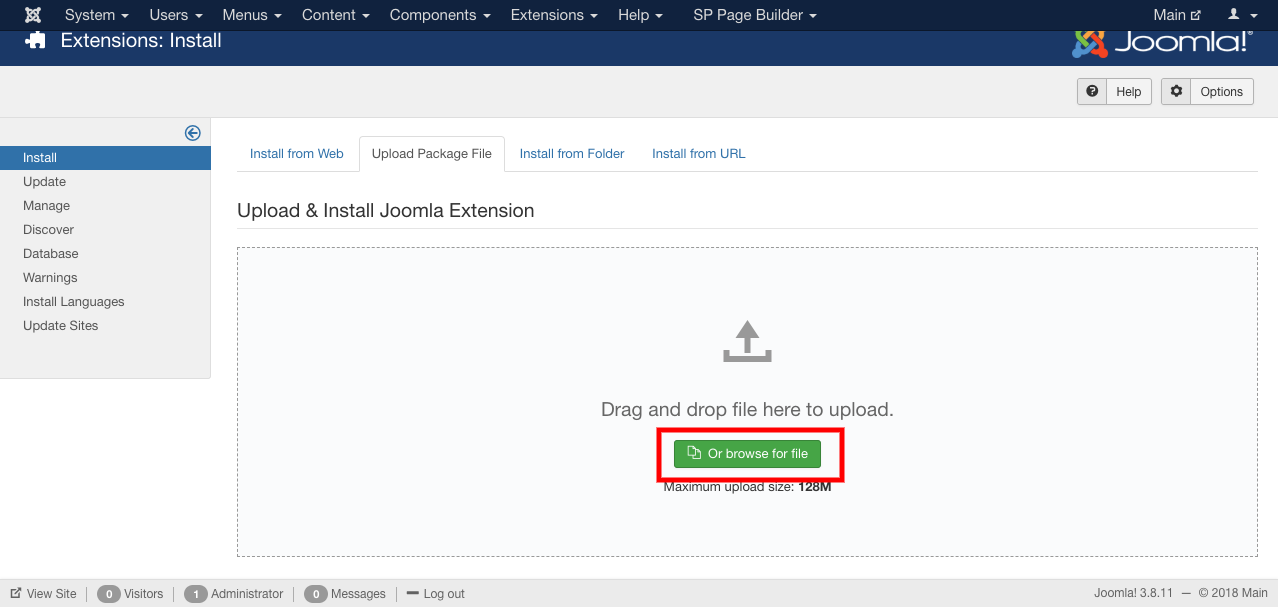 System Users Menus Content Components Extensions Help SP Page Builder Main
Extensions: Install
Joomla!®
Help Options
Install
Update
Manage
Discover
Database
Warnings
Install Languages
Update Sites
Install from Web Upload Package File Install from Folder Install from URL
Upload & Install Joomla Extension
Drag and drop file here to upload.
Or browse for file
Maximum upload size: 128M
View Site 0 Visitors 1 Administrator 0 Messages Log out Joomla! 3.8.11 — © 2018 Main